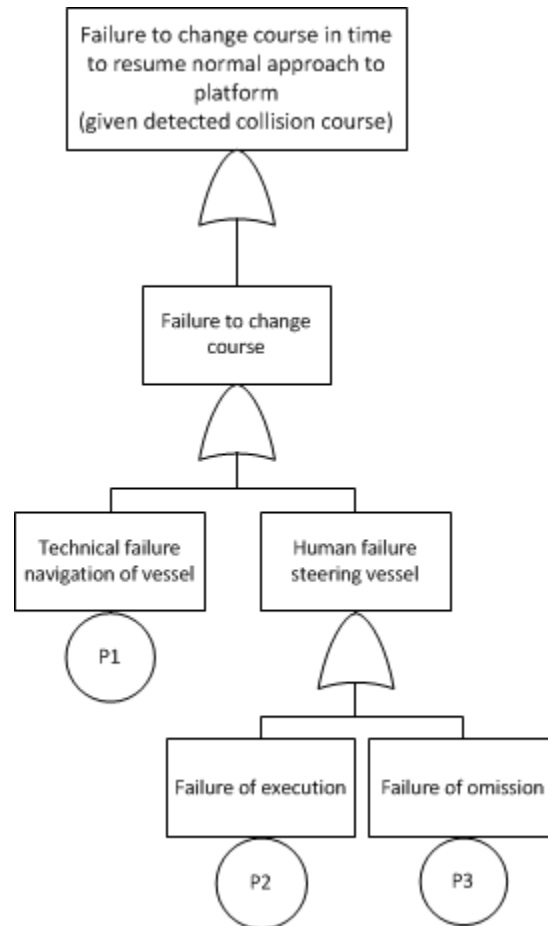 Failure to change course in time
to resume normal approach to
platform
(given detected collision course)
Failure to change
course
Technical failure
navigation of vessel
Human failure
steering vessel
P1
Failure of execution
Failure of omission
P2
P3